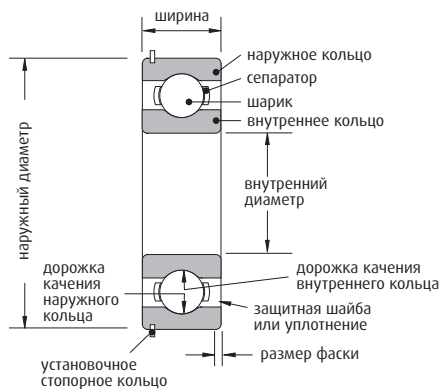 ширина
наружное кольцо
сепаратор
шарик
внутреннее кольцо
наружный диаметр
внутренний
диаметр
дорожка
качения
наружного
кольца
дорожка качения
внутреннего кольца
защитная шайба
или уплотнение
размер фаски
установочное
стопорное кольцо